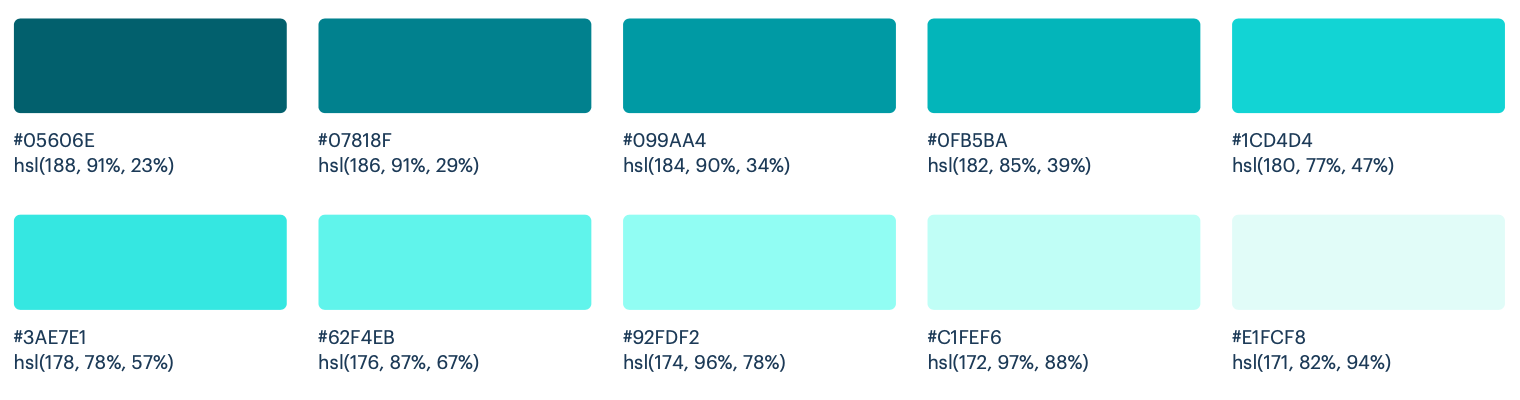 #05606E
hsl(188, 91%, 23%)
#07818F
hsl(186, 91%, 29%)
#099AA4
hsl(184, 90%, 34%)
#0FB5BA
hsl(182, 85%, 39%)
#1CD4D4
hsl(180, 77%, 47%)
#3AE7E1
hsl(178, 78%, 57%)
#62F4EB
hsl(176, 87%, 67%)
#92FDF2
hsl(174, 96%, 78%)
#C1FEF6
hsl(172, 97%, 88%)
#E1FCF8
hsl(171, 82%, 94%)